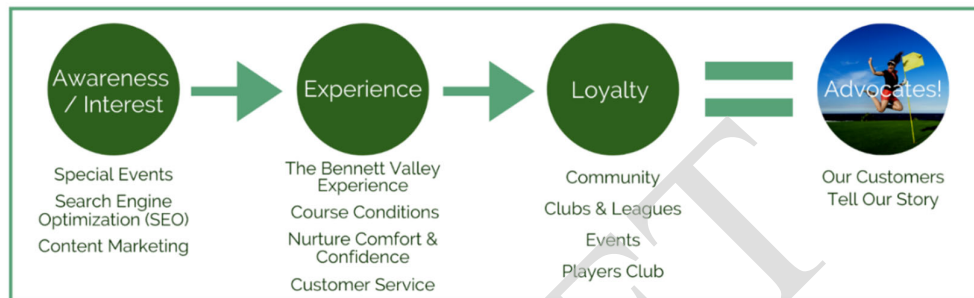 Awareness
/ Interest
Special Events
Search Engine
Optimization (SEO)
Content Marketing
Experience
The Bennett Valley
Experience
Course Conditions
Nurture Comfort &
Confidence
Customer Service
Loyalty
Community
Clubs & Leagues
Events
Players Club
Advocates!
Our Customers
Tell Our Story